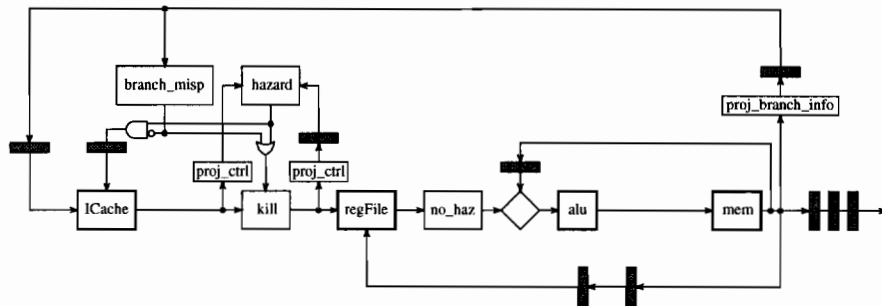 branch_misp
hazard
proj_branch_info
proj_ctrl
proj_ctrl
ICache
kill
regFile
no_haz
alu
mem